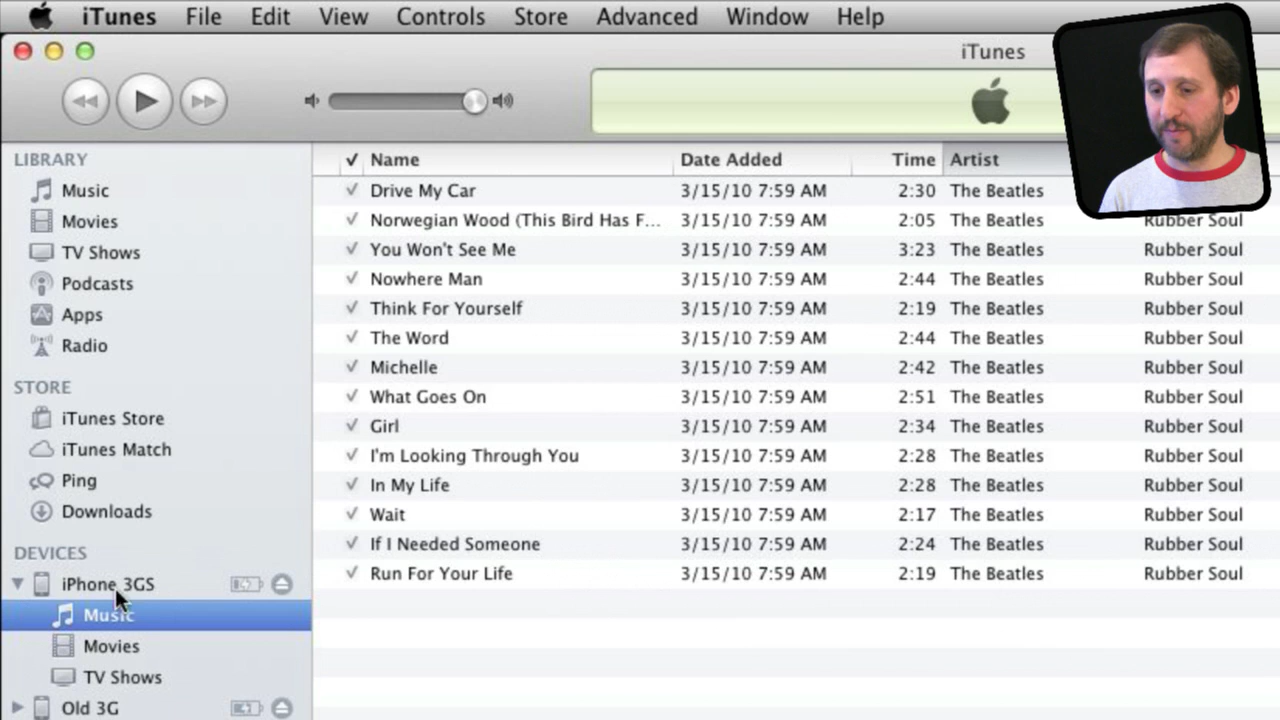 iTunes File Edit View Controls Store Advanced Window Help
iTunes
LIBRARY
Music
Movies
TV Shows
Podcasts
Apps
Radio
STORE
iTunes Store
iTunes Match
Ping
Downloads
DEVICES
iPhone 3GS
Music
Movies
TV Shows
Old 3G
✓ Name Date Added Time Artist
✓ Drive My Car 3/15/10 7:59 AM 2:30 The Beatles
✓ Norwegian Wood (This Bird Has F... 3/15/10 7:59 AM 2:05 The Beatles Rubber Soul
✓ You Won't See Me 3/15/10 7:59 AM 3:23 The Beatles Rubber Soul
✓ Nowhere Man 3/15/10 7:59 AM 2:44 The Beatles Rubber Soul
✓ Think For Yourself 3/15/10 7:59 AM 2:19 The Beatles Rubber Soul
✓ The Word 3/15/10 7:59 AM 2:44 The Beatles Rubber Soul
✓ Michelle 3/15/10 7:59 AM 2:42 The Beatles Rubber Soul
✓ What Goes On 3/15/10 7:59 AM 2:51 The Beatles Rubber Soul
✓ Girl 3/15/10 7:59 AM 2:34 The Beatles Rubber Soul
✓ I'm Looking Through You 3/15/10 7:59 AM 2:28 The Beatles Rubber Soul
✓ In My Life 3/15/10 7:59 AM 2:28 The Beatles Rubber Soul
✓ Wait 3/15/10 7:59 AM 2:17 The Beatles Rubber Soul
✓ If I Needed Someone 3/15/10 7:59 AM 2:24 The Beatles Rubber Soul
✓ Run For Your Life 3/15/10 7:59 AM 2:19 The Beatles Rubber Soul